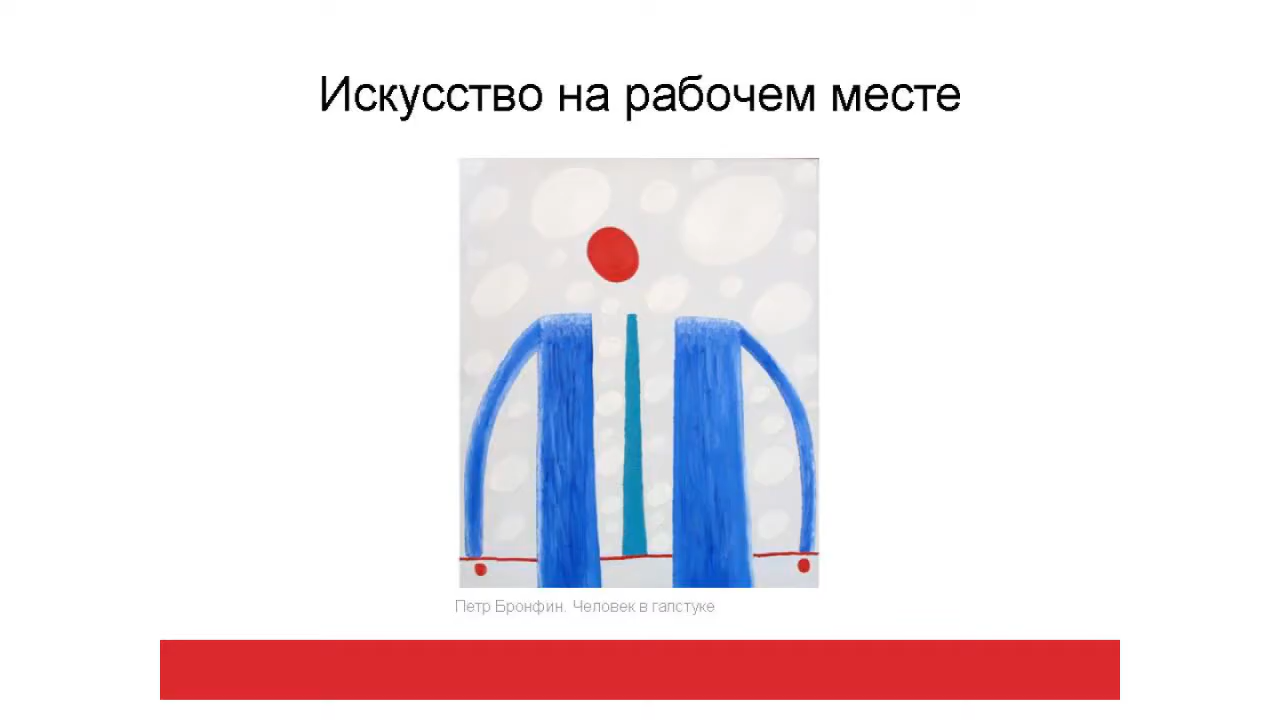 Искусство на рабочем месте
Петр Бронфин. Человек в галстуке